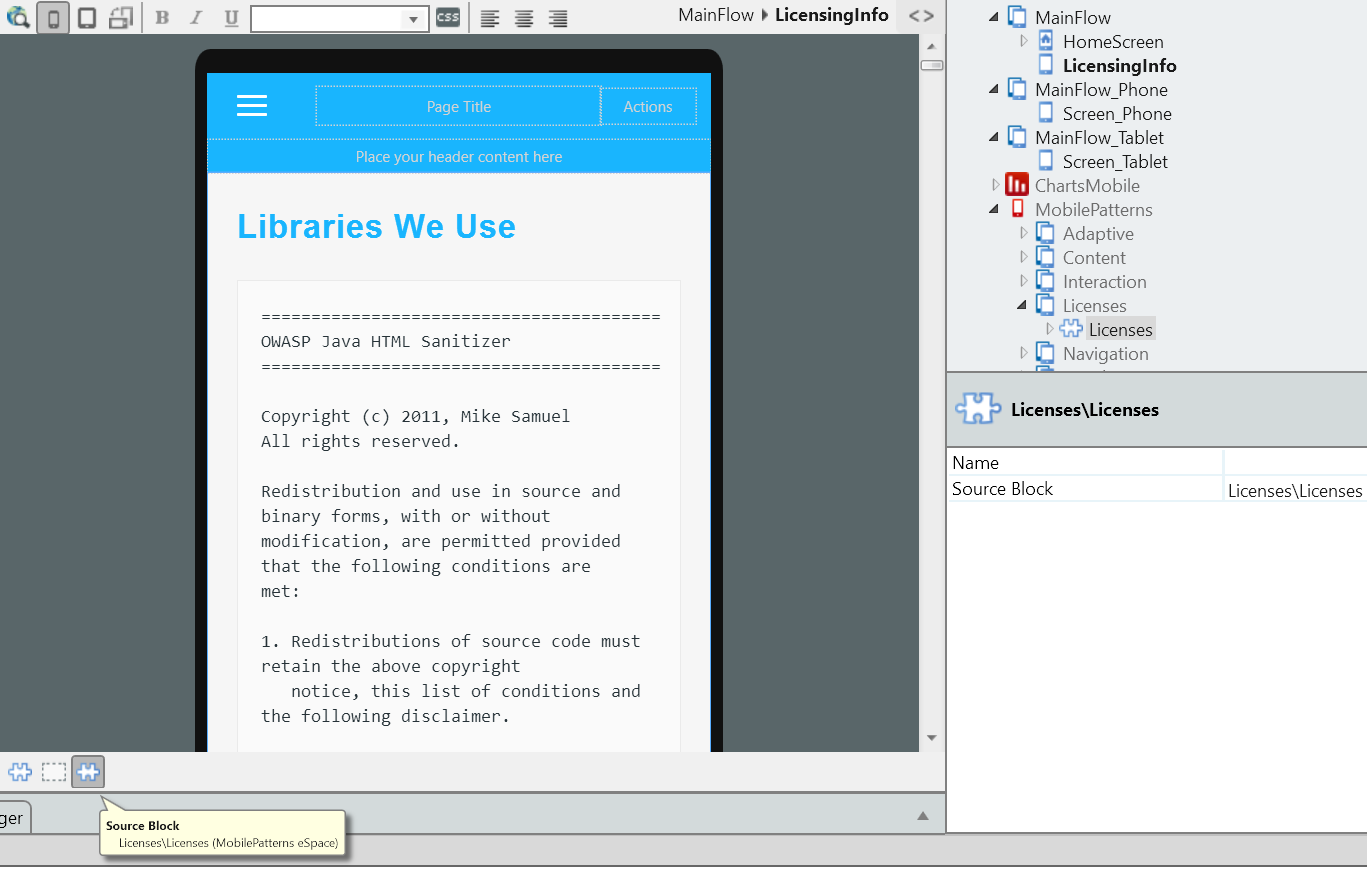 B I U
CSS
MainFlow LicensingInfo <>
Page Title
Actions
Place your header content here
Libraries We Use
========================================
OWASP Java HTML Sanitizer
========================================
Copyright (c) 2011, Mike Samuel
All rights reserved.
Redistribution and use in source and
binary forms, with or without
modification, are permitted provided
that the following conditions are
met:
1. Redistributions of source code must
retain the above copyright
notice, this list of conditions and
the following disclaimer.
ger
Source Block
Licenses\Licenses (MobilePatterns eSpace)
MainFlow
HomeScreen
LicensingInfo
MainFlow_Phone
Screen_Phone
MainFlow_Tablet
Screen_Tablet
ChartsMobile
MobilePatterns
Adaptive
Content
Interaction
Licenses
Licenses
Navigation
Licenses\Licenses
Name
Source Block Licenses\Licenses